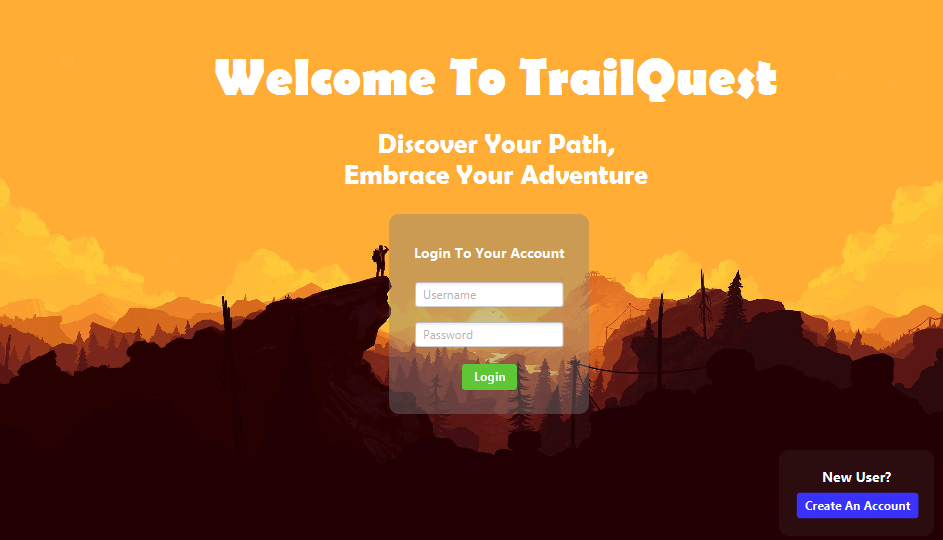 Welcome To TrailQuest
Discover Your Path,
Embrace Your Adventure
Login To Your Account
Username
Password
Login
New User?
Create An Account